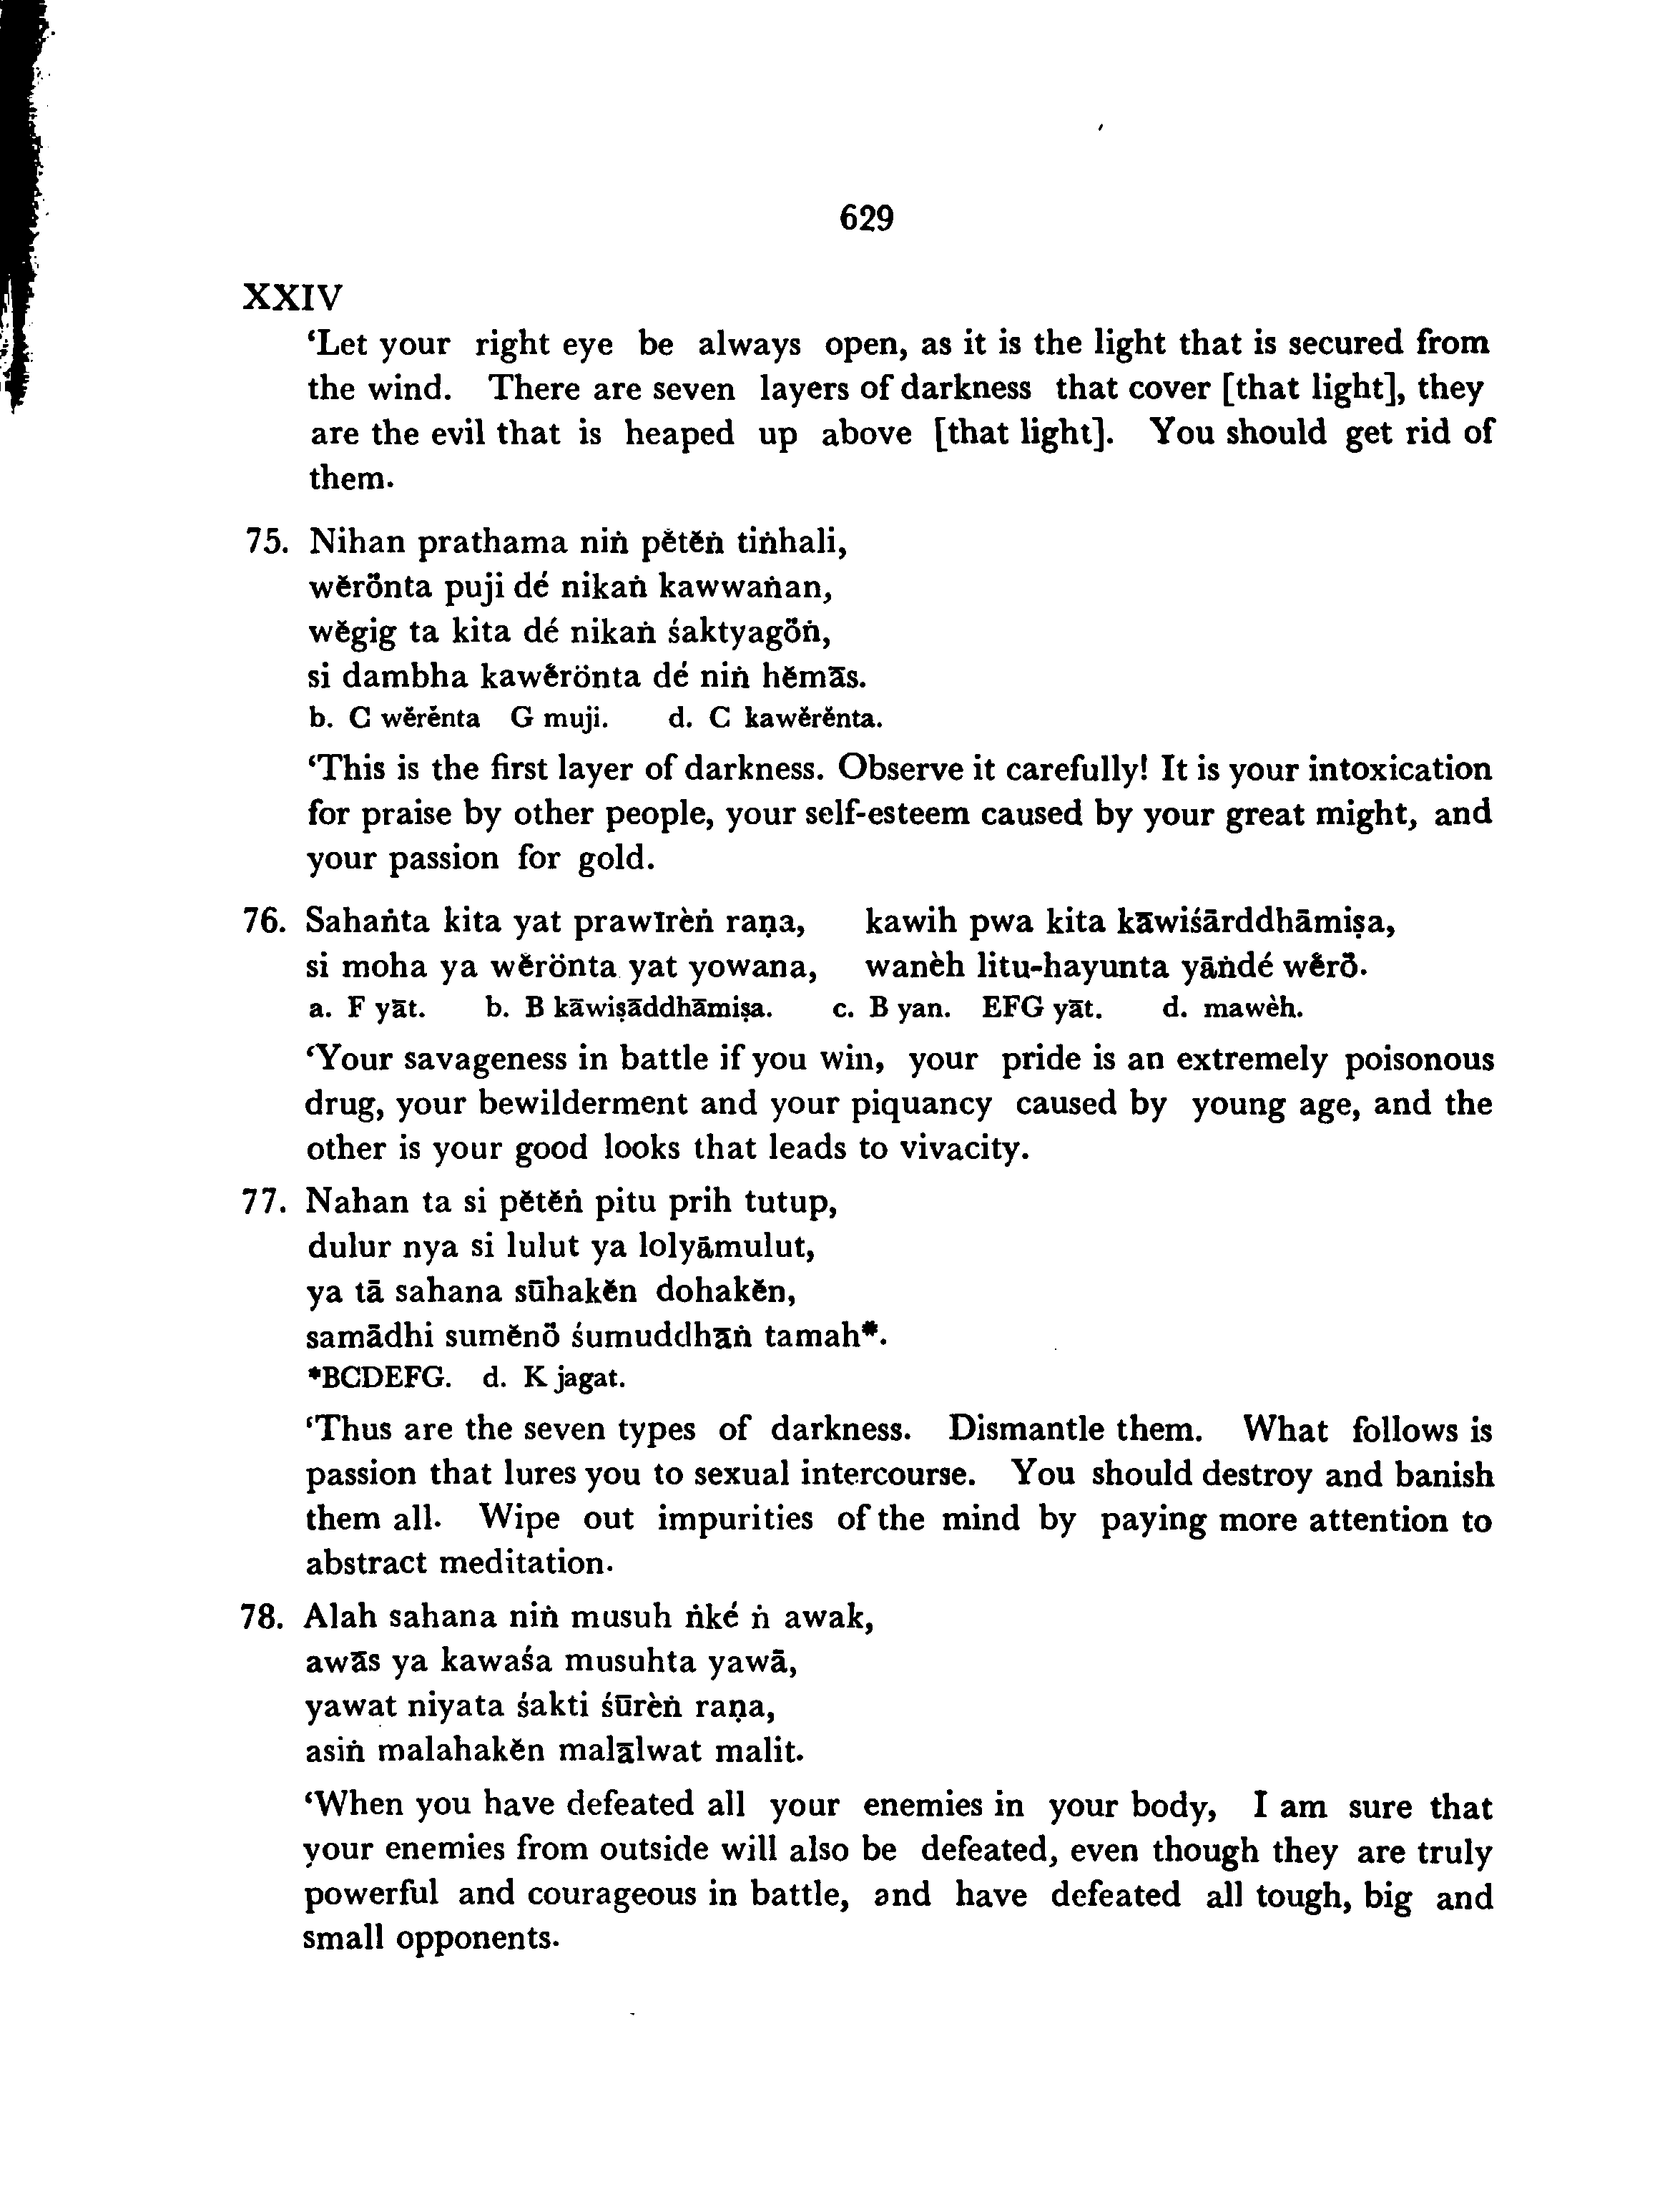 629
XXIV
‘Let your right eye be always open, as it is the light that is secured from
the wind. There are seven layers of darkness that cover [that light], they
are the evil that is heaped up above [that light]. You should get rid of
them.
75. Nihan prathama niṅ pĕtĕṅ tiṅhali,
wĕrö̆nta puji dé nikaṅ kawwaṅan,
wĕgig ta kita dé nikaṅ śaktyagö̆ṅ,
si dambha kawĕrönta dé niṅ hĕmās.
b. C wĕrĕnta G muji. d. C kawĕrĕnta.
‘This is the first layer of darkness. Observe it carefully! It is your intoxication
for praise by other people, your self-esteem caused by your great might, and
your passion for gold.
76. Sahaṅta kita yat prawīrèṅ raṇa, kawih pwa kita kāwiśārddhāmiṣa,
si moha ya wĕrönta yat yowana, wanèh litu-hayunta yāṅdé wĕrȫ.
a. F yāt. b. B kāwiṣāddhāmiṣa. c. B yan. EFG yāt. d. mawèh.
‘Your savageness in battle if you win, your pride is an extremely poisonous
drug, your bewilderment and your piquancy caused by young age, and the
other is your good looks that leads to vivacity.
77. Nahan ta si pĕtĕṅ pitu prih tutup,
dulur nya si lulut ya lolyāmulut,
ya tā sahana sūhakĕn dohakĕn,
samādhi sumĕnȫ śumuddhāṅ tamah*.
*BCDEFG. d. K jagat.
‘Thus are the seven types of darkness. Dismantle them. What follows is
passion that lures you to sexual intercourse. You should destroy and banish
them all. Wipe out impurities of the mind by paying more attention to
abstract meditation.
78. Alah sahana niṅ musuh ṅké ṅ awak,
awās ya kawaśa musuhta yawā,
yawat niyata śakti śūrèṅ raṇa,
asiṅ malahakĕn malālwat malit.
‘When you have defeated all your enemies in your body, I am sure that
your enemies from outside will also be defeated, even though they are truly
powerful and courageous in battle, and have defeated all tough, big and
small opponents.